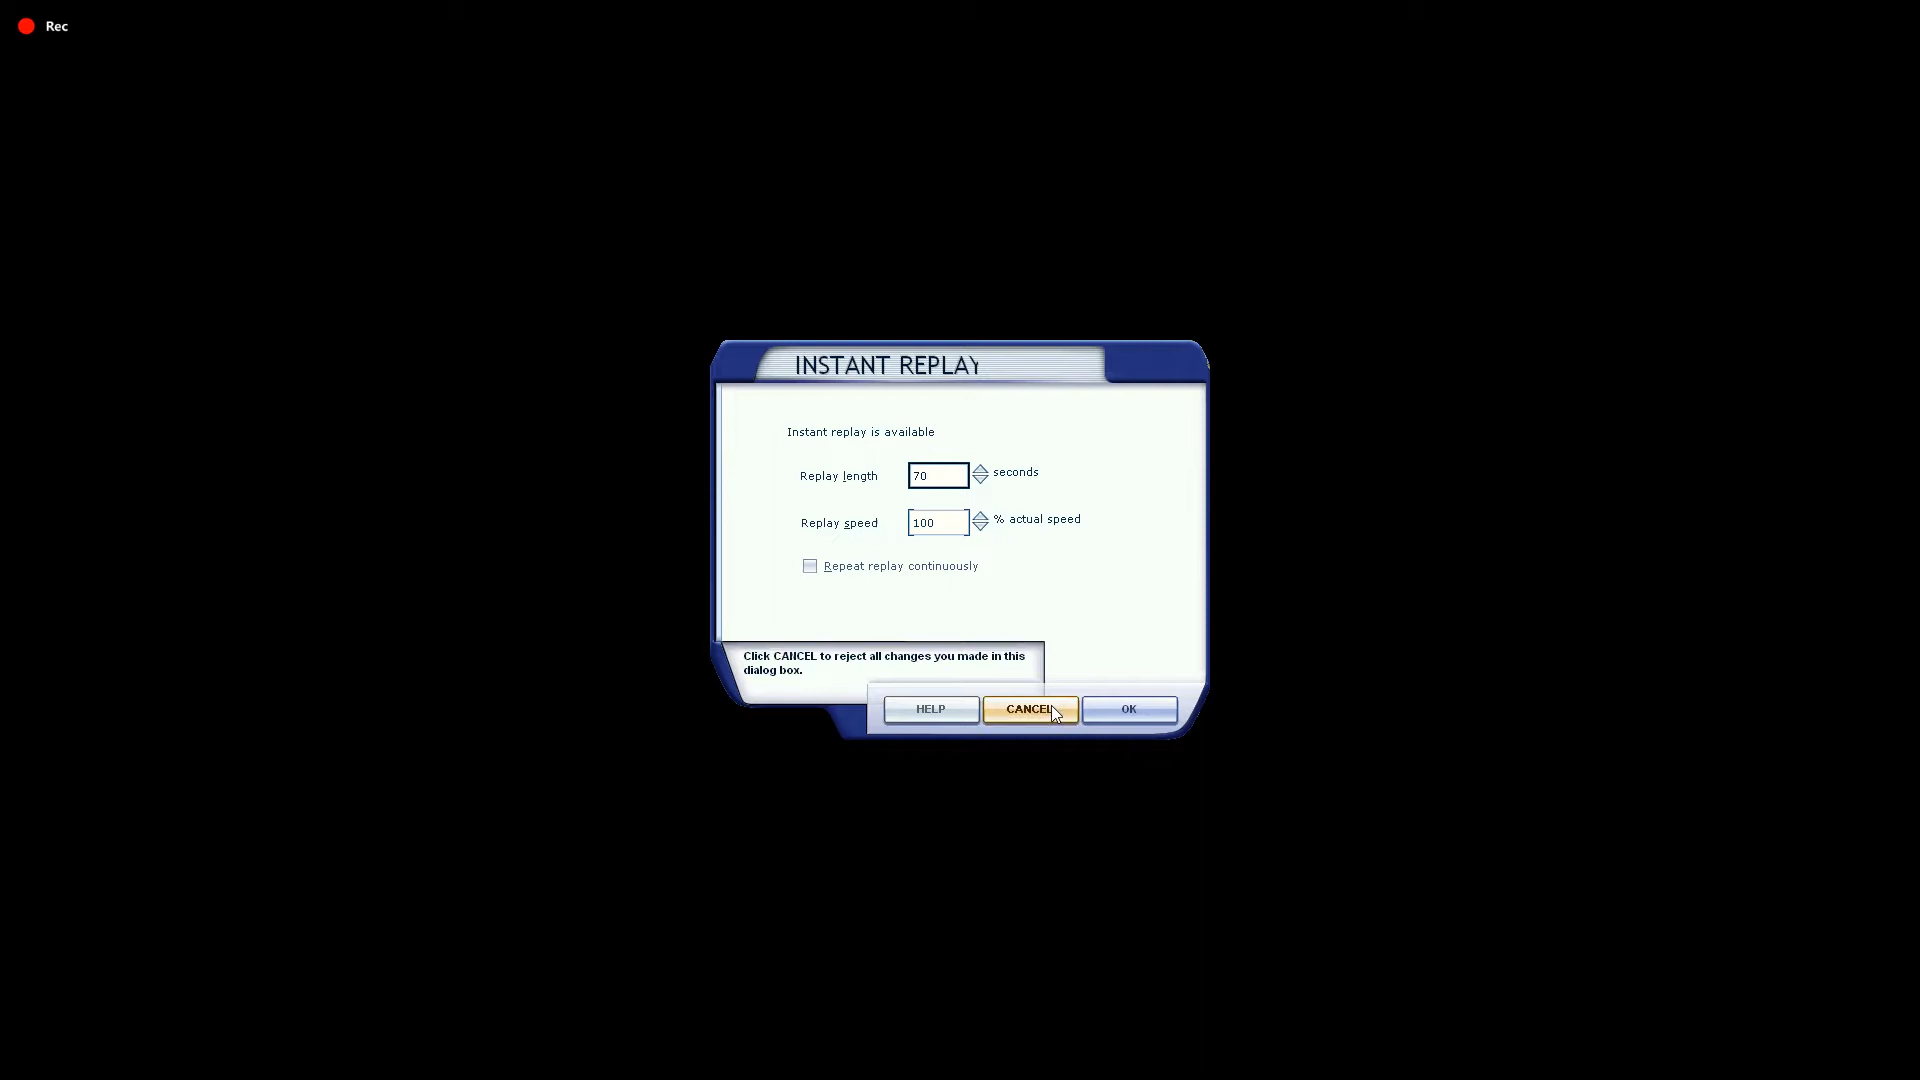 Rec
INSTANT REPLAY
Instant replay is available
Replay length 70 seconds
Replay speed 100 % actual speed
Repeat replay continuously
Click CANCEL to reject all changes you made in this
dialog box.
HELP CANCEL OK